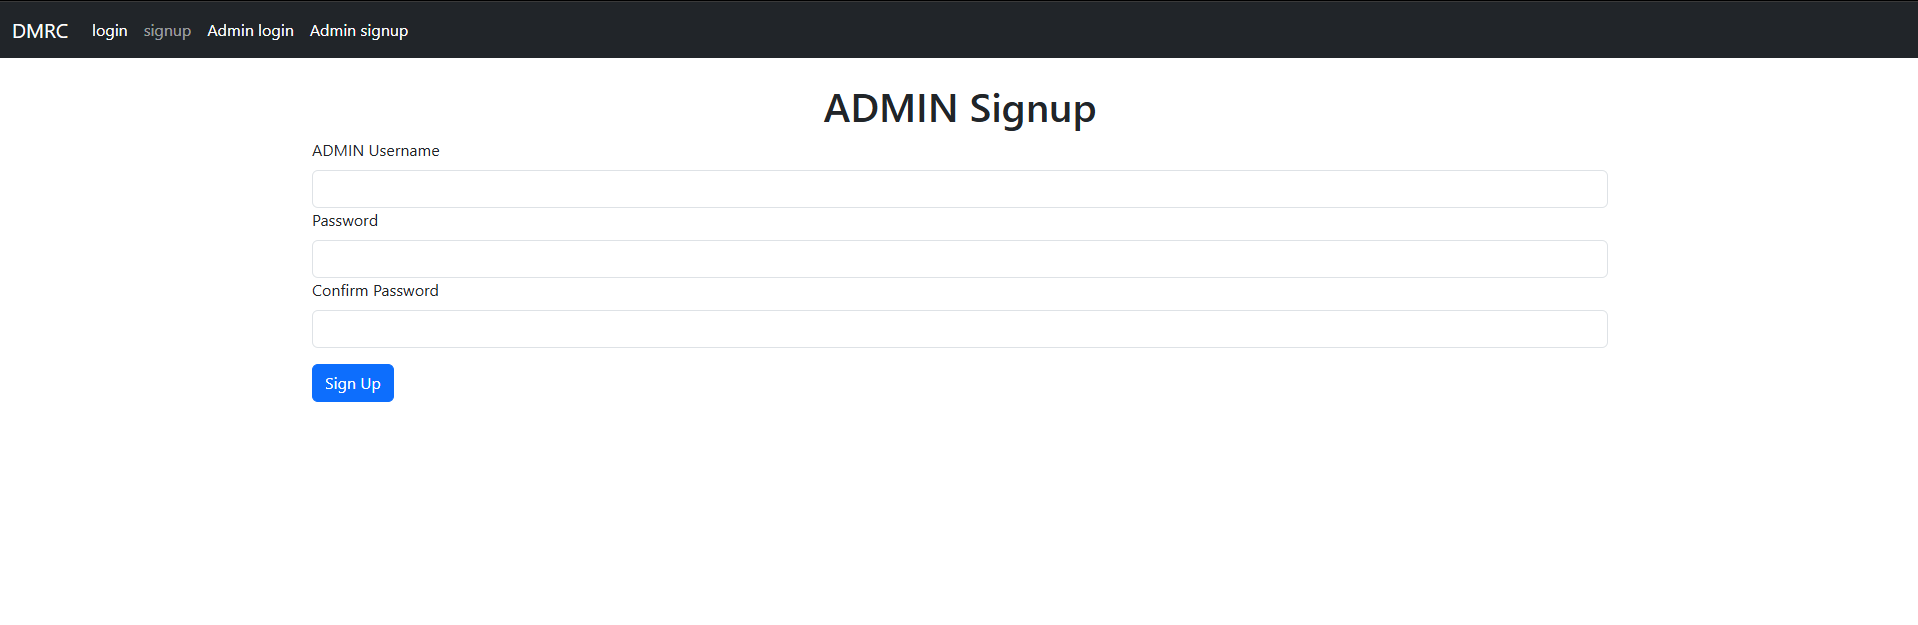 DMRC login signup Admin login Admin signup
ADMIN Signup
ADMIN Username
Password
Confirm Password
Sign Up